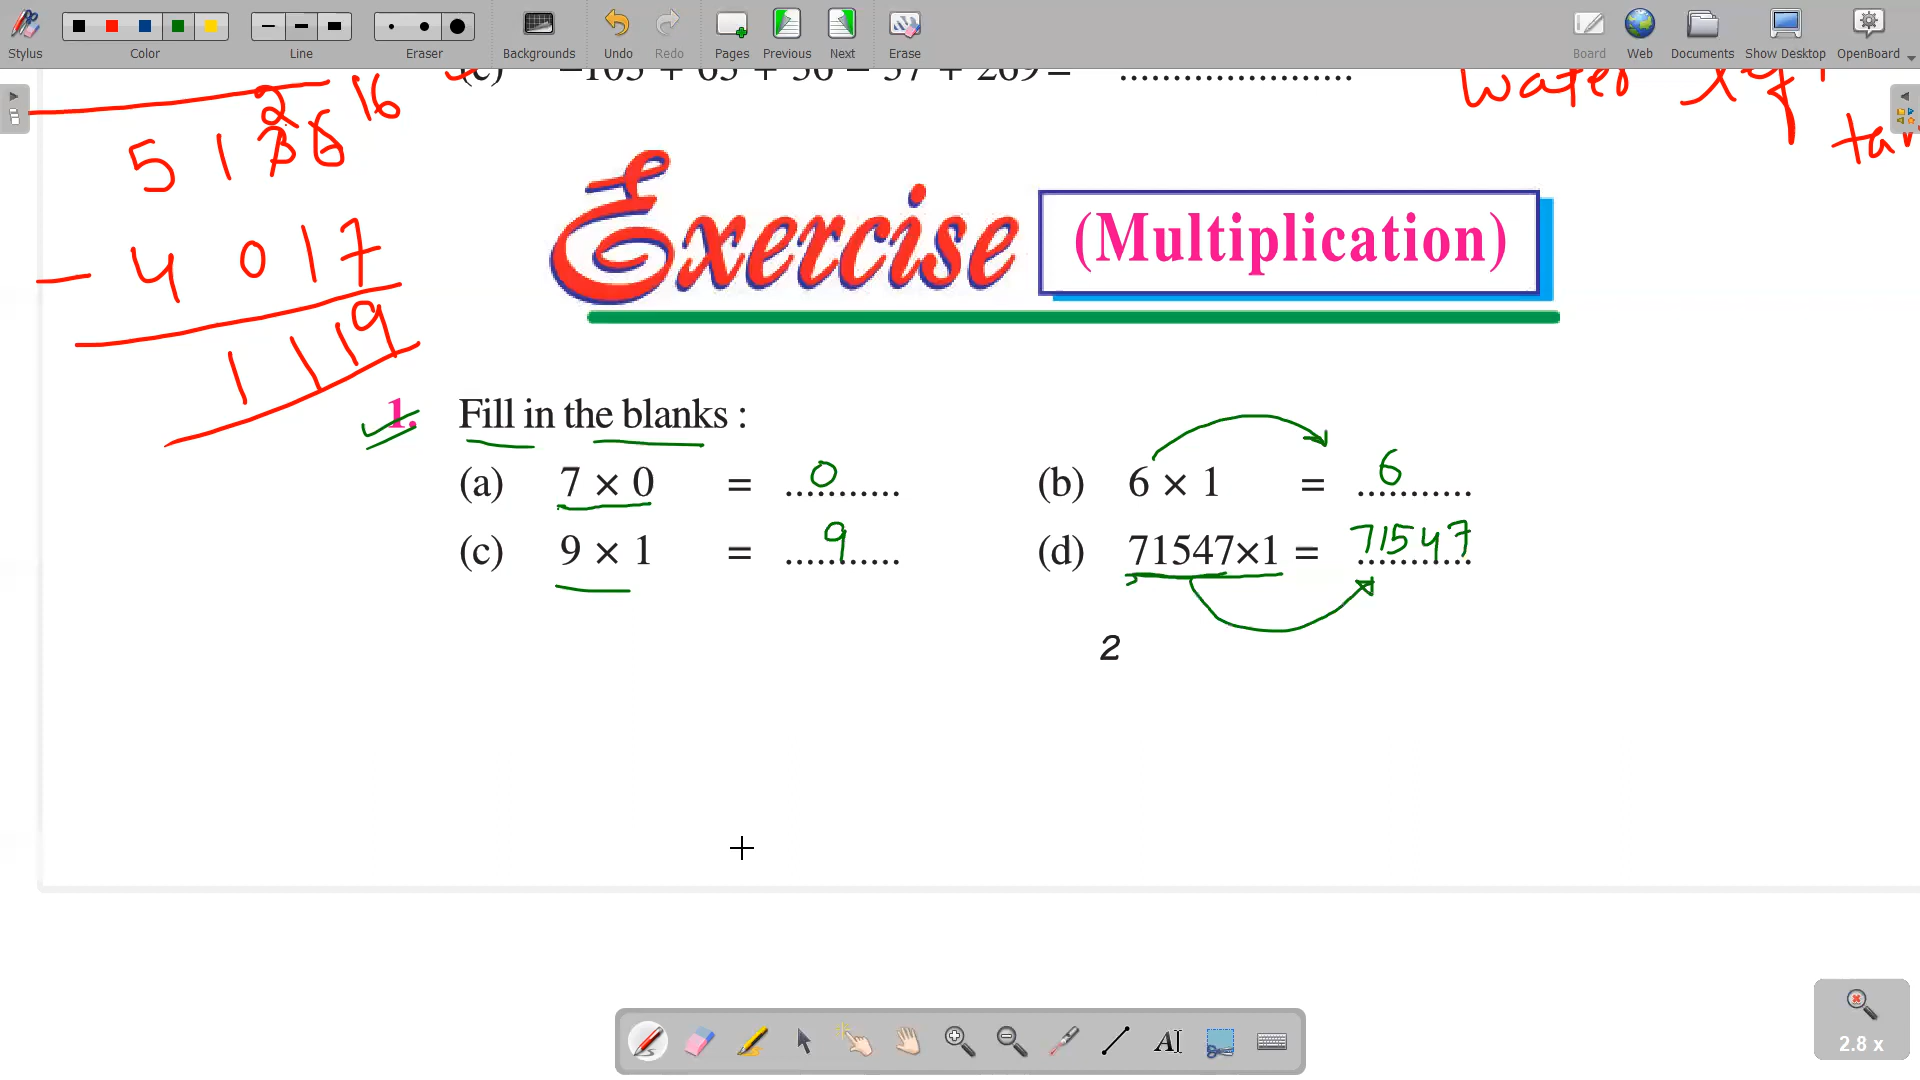 Stylus Color Line Eraser Backgrounds Undo Redo Pages Previous Next Erase Board Web Documents Show Desktop OpenBoard
water
2 16
5 1 3 6
- 4 0 1 7
1 1 1 9
Exercise (Multiplication)
1. Fill in the blanks :
(a) 7 × 0 = ........... 0
(b) 6 × 1 = ........... 6
(c) 9 × 1 = ........... 9
(d) 71547×1 = ........... 71547
2
2.8 x